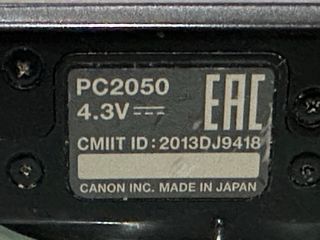 PC2050
4.3V⎓
EAC
CMIIT ID: 2013DJ9418
CANON INC. MADE IN JAPAN